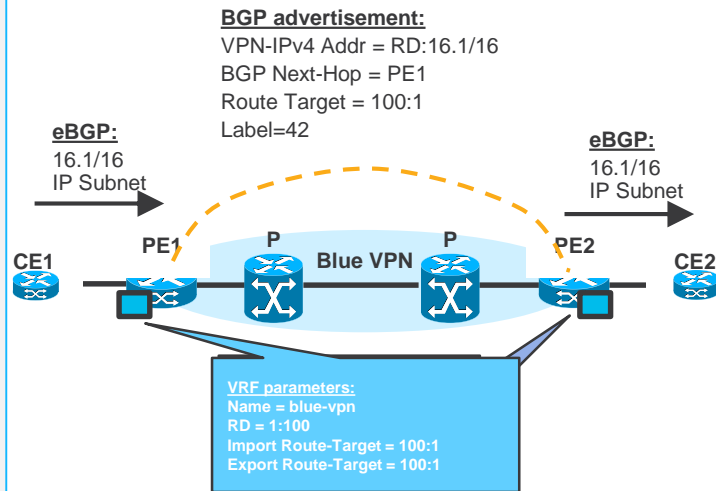 BGP advertisement:
VPN-IPv4 Addr = RD:16.1/16
BGP Next-Hop = PE1
Route Target = 100:1
Label=42
eBGP:
16.1/16
IP Subnet
eBGP:
16.1/16
IP Subnet
CE1
PE1
P
Blue VPN
P
PE2
CE2
VRF parameters:
Name = blue-vpn
RD = 1:100
Import Route-Target = 100:1
Export Route-Target = 100:1